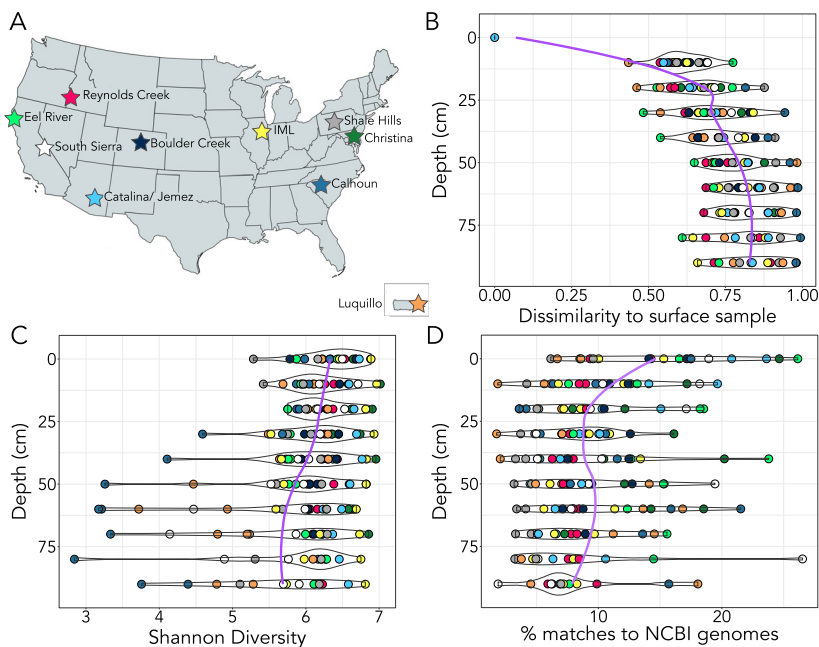 A
Reynolds Creek
Eel River
South Sierra
Boulder Creek
IML
Shale Hills
Christina
Calhoun
Catalina/ Jemez
Luquillo
B
Depth (cm)
0
25
50
75
0.00 0.25 0.50 0.75 1.00
Dissimilarity to surface sample
C
Depth (cm)
0
25
50
75
3 4 5 6 7
Shannon Diversity
D
Depth (cm)
0
25
50
75
10 20
% matches to NCBI genomes